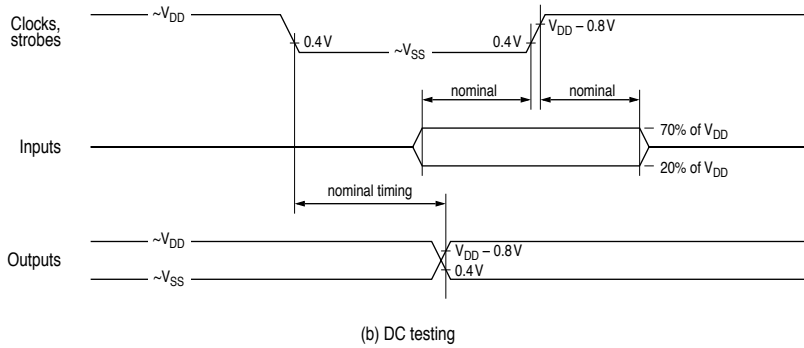 Clocks,
strobes
~VDD
0.4 V
~VSS
0.4 V
VDD – 0.8 V
nominal
nominal
Inputs
70% of VDD
20% of VDD
nominal timing
Outputs
~VDD
~VSS
VDD – 0.8 V
0.4 V
(b) DC testing